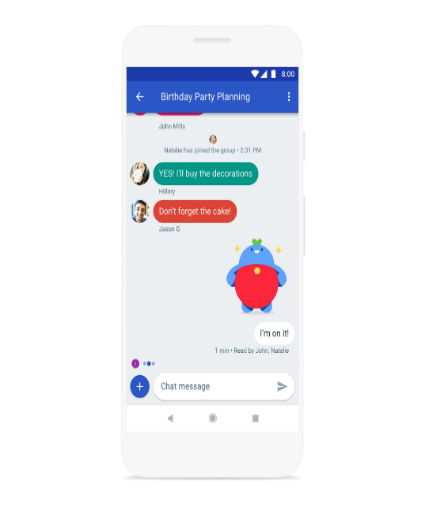 8:00
Birthday Party Planning
John Mills
Natalie has joined the group • 2:31 PM
YES! I'll buy the decorations
Hillary
Don't forget the cake!
Jason G
I'm on it!
1 min • Read by John, Natalie
Chat message